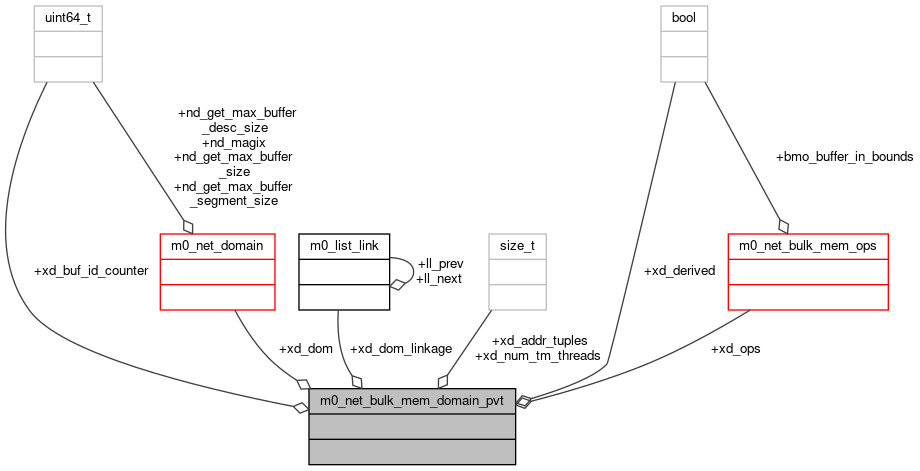 uint64_t
bool
+nd_get_max_buffer
_desc_size
+nd_magix
+nd_get_max_buffer
_size
+nd_get_max_buffer
_segment_size
+bmo_buffer_in_bounds
m0_net_domain
m0_list_link
size_t
m0_net_bulk_mem_ops
+ll_prev
+ll_next
+xd_buf_id_counter
+xd_derived
+xd_dom
+xd_dom_linkage
+xd_addr_tuples
+xd_num_tm_threads
+xd_ops
m0_net_bulk_mem_domain_pvt